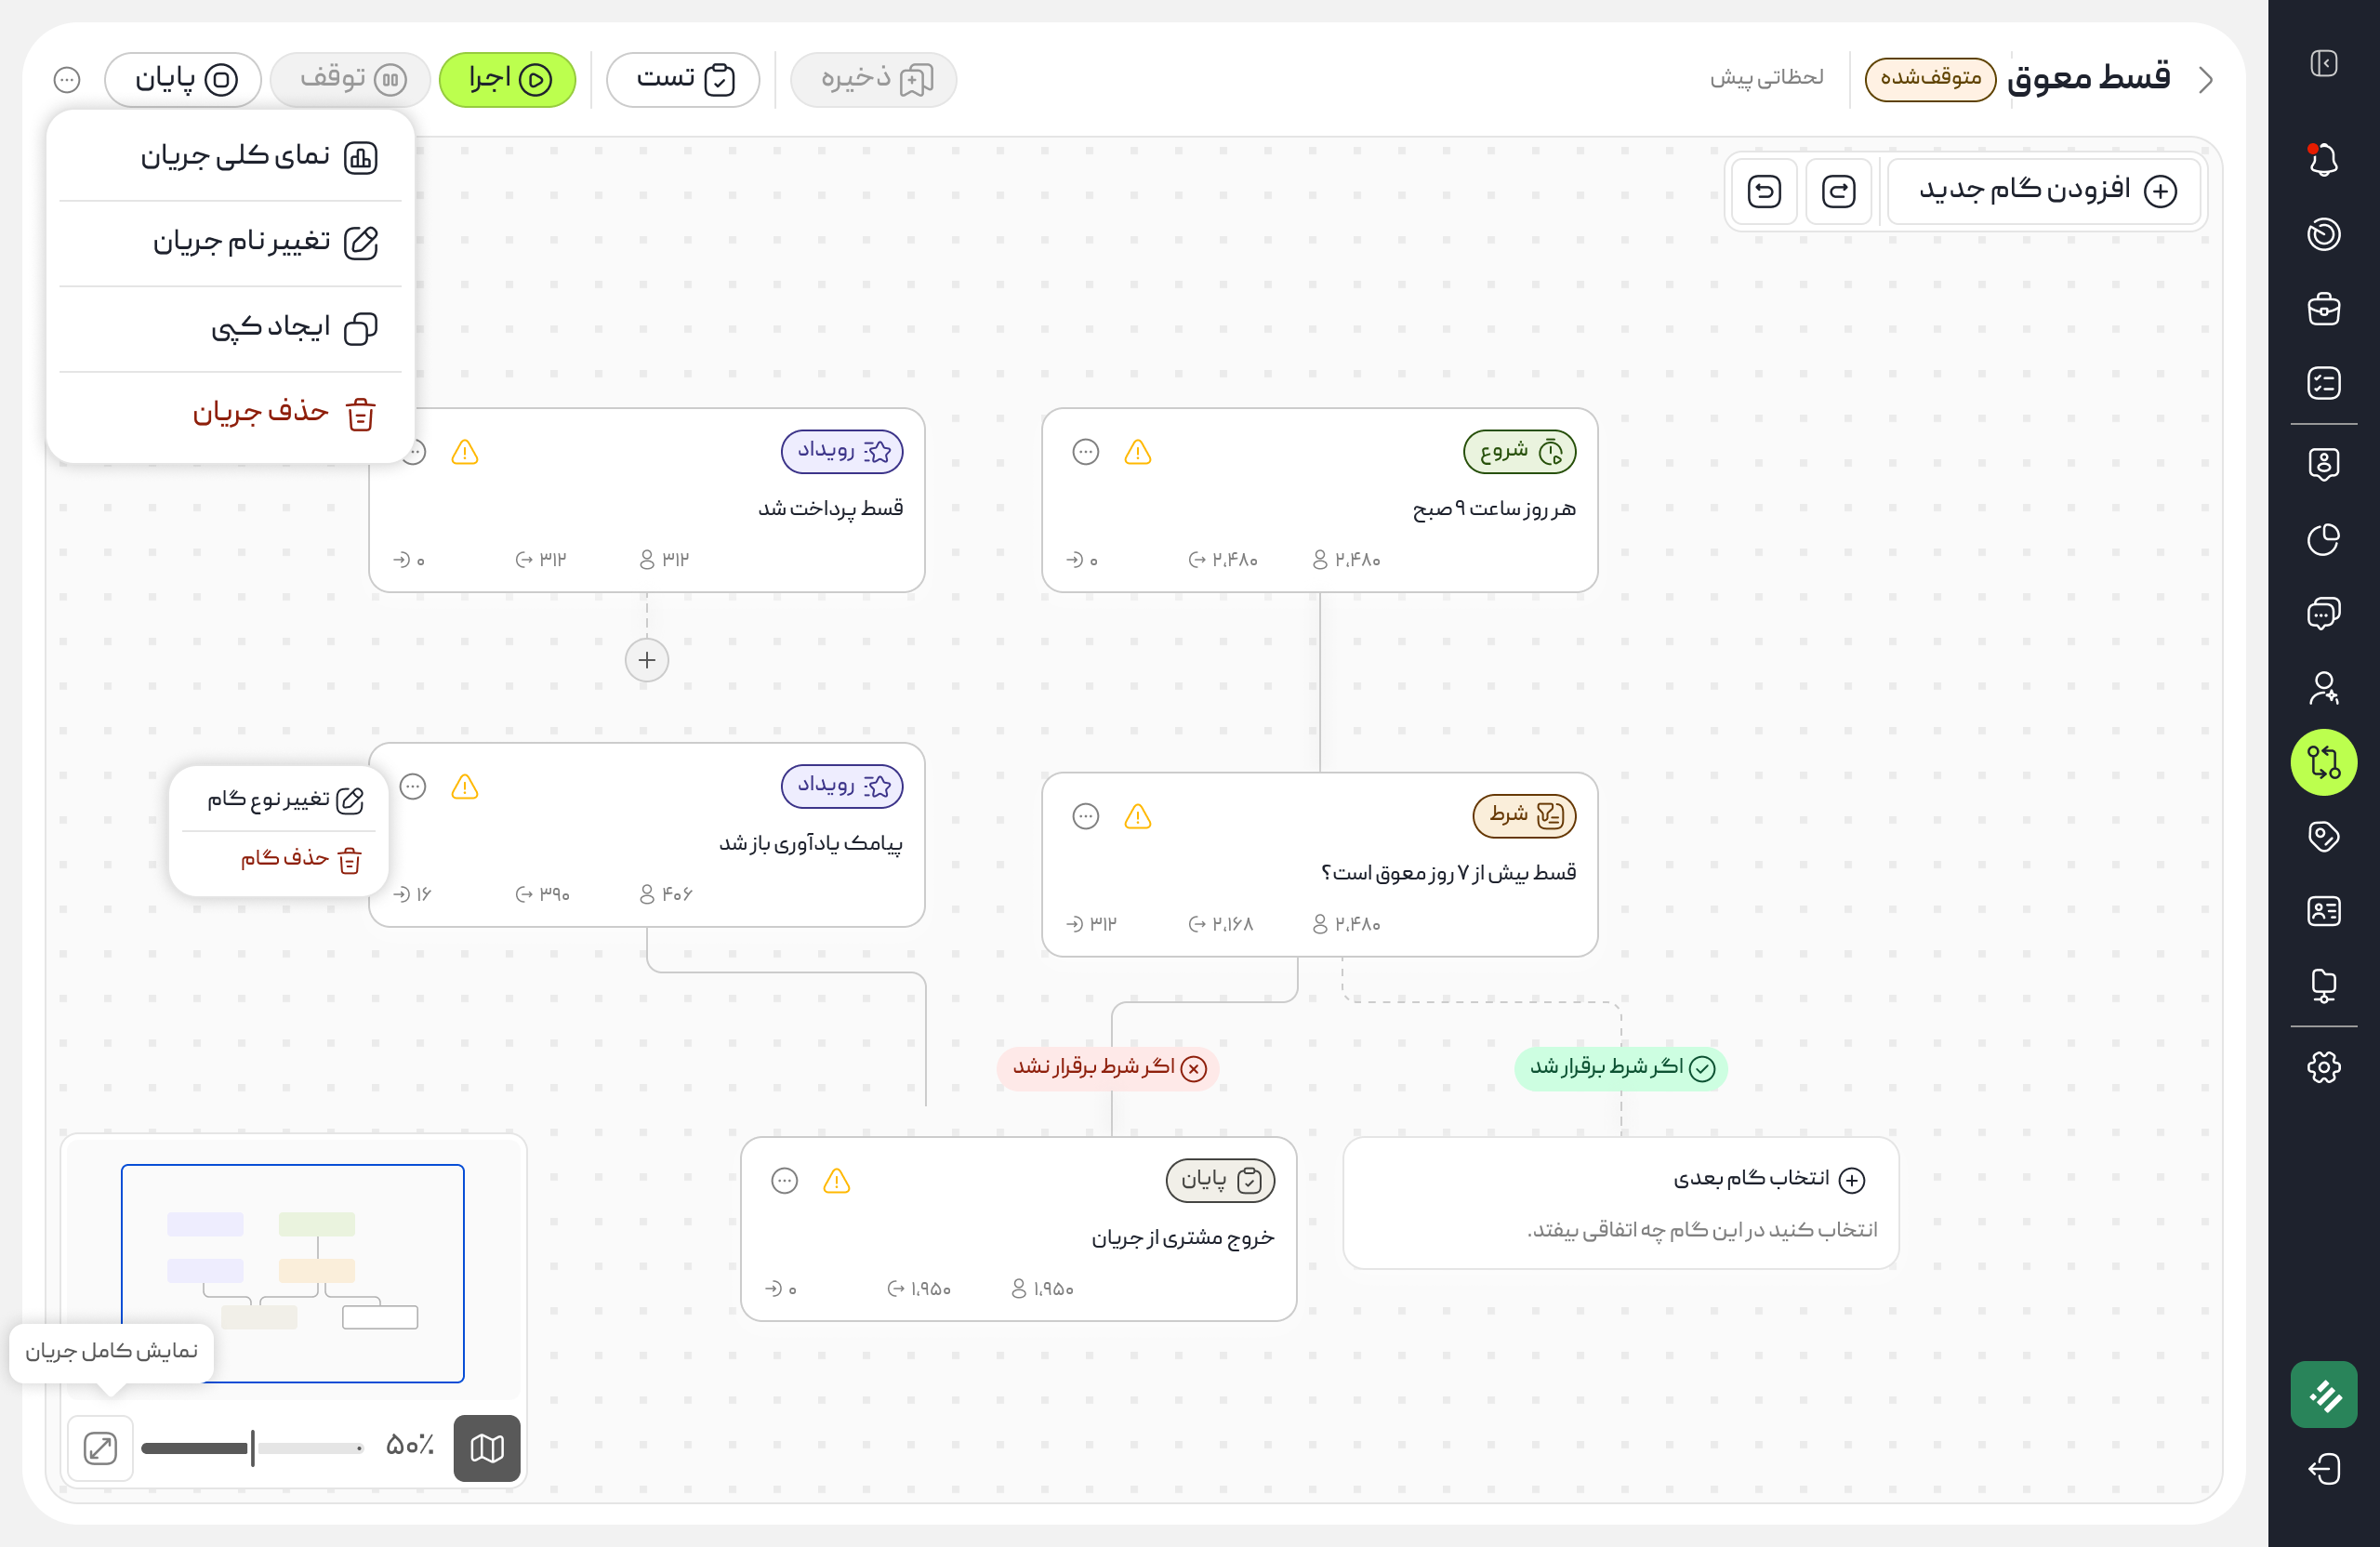 قسط معوق
متوقف‌شده
لحظاتی پیش
ذخیره
تست
اجرا
توقف
پایان
نمای کلی جریان
تغییر نام جریان
ایجاد کپی
حذف جریان
افزودن گام جدید
شروع
هر روز ساعت ۹ صبح
۲،۴۸۰
۲،۴۸۰
۰
رویداد
قسط پرداخت شد
۳۱۲
۳۱۲
۰
شرط
قسط بیش از ۷ روز معوق است؟
۲،۴۸۰
۲،۱۶۸
۳۱۲
رویداد
پیامک یادآوری باز شد
۴۰۶
۳۹۰
۱۶
تغییر نوع گام
حذف گام
اگر شرط برقرار شد
اگر شرط برقرار نشد
انتخاب گام بعدی
انتخاب کنید در این گام چه اتفاقی بیفتد.
پایان
خروج مشتری از جریان
۱،۹۵۰
۱،۹۵۰
۰
نمایش کامل جریان
۵۰٪